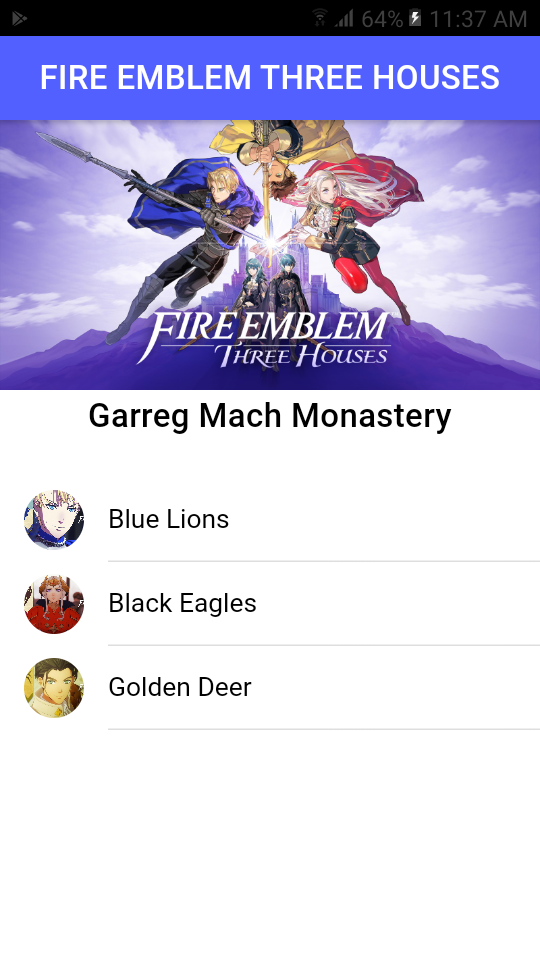 64% 11:37 AM
FIRE EMBLEM THREE HOUSES
FIRE EMBLEM
THREE HOUSES
Garreg Mach Monastery
Blue Lions
Black Eagles
Golden Deer